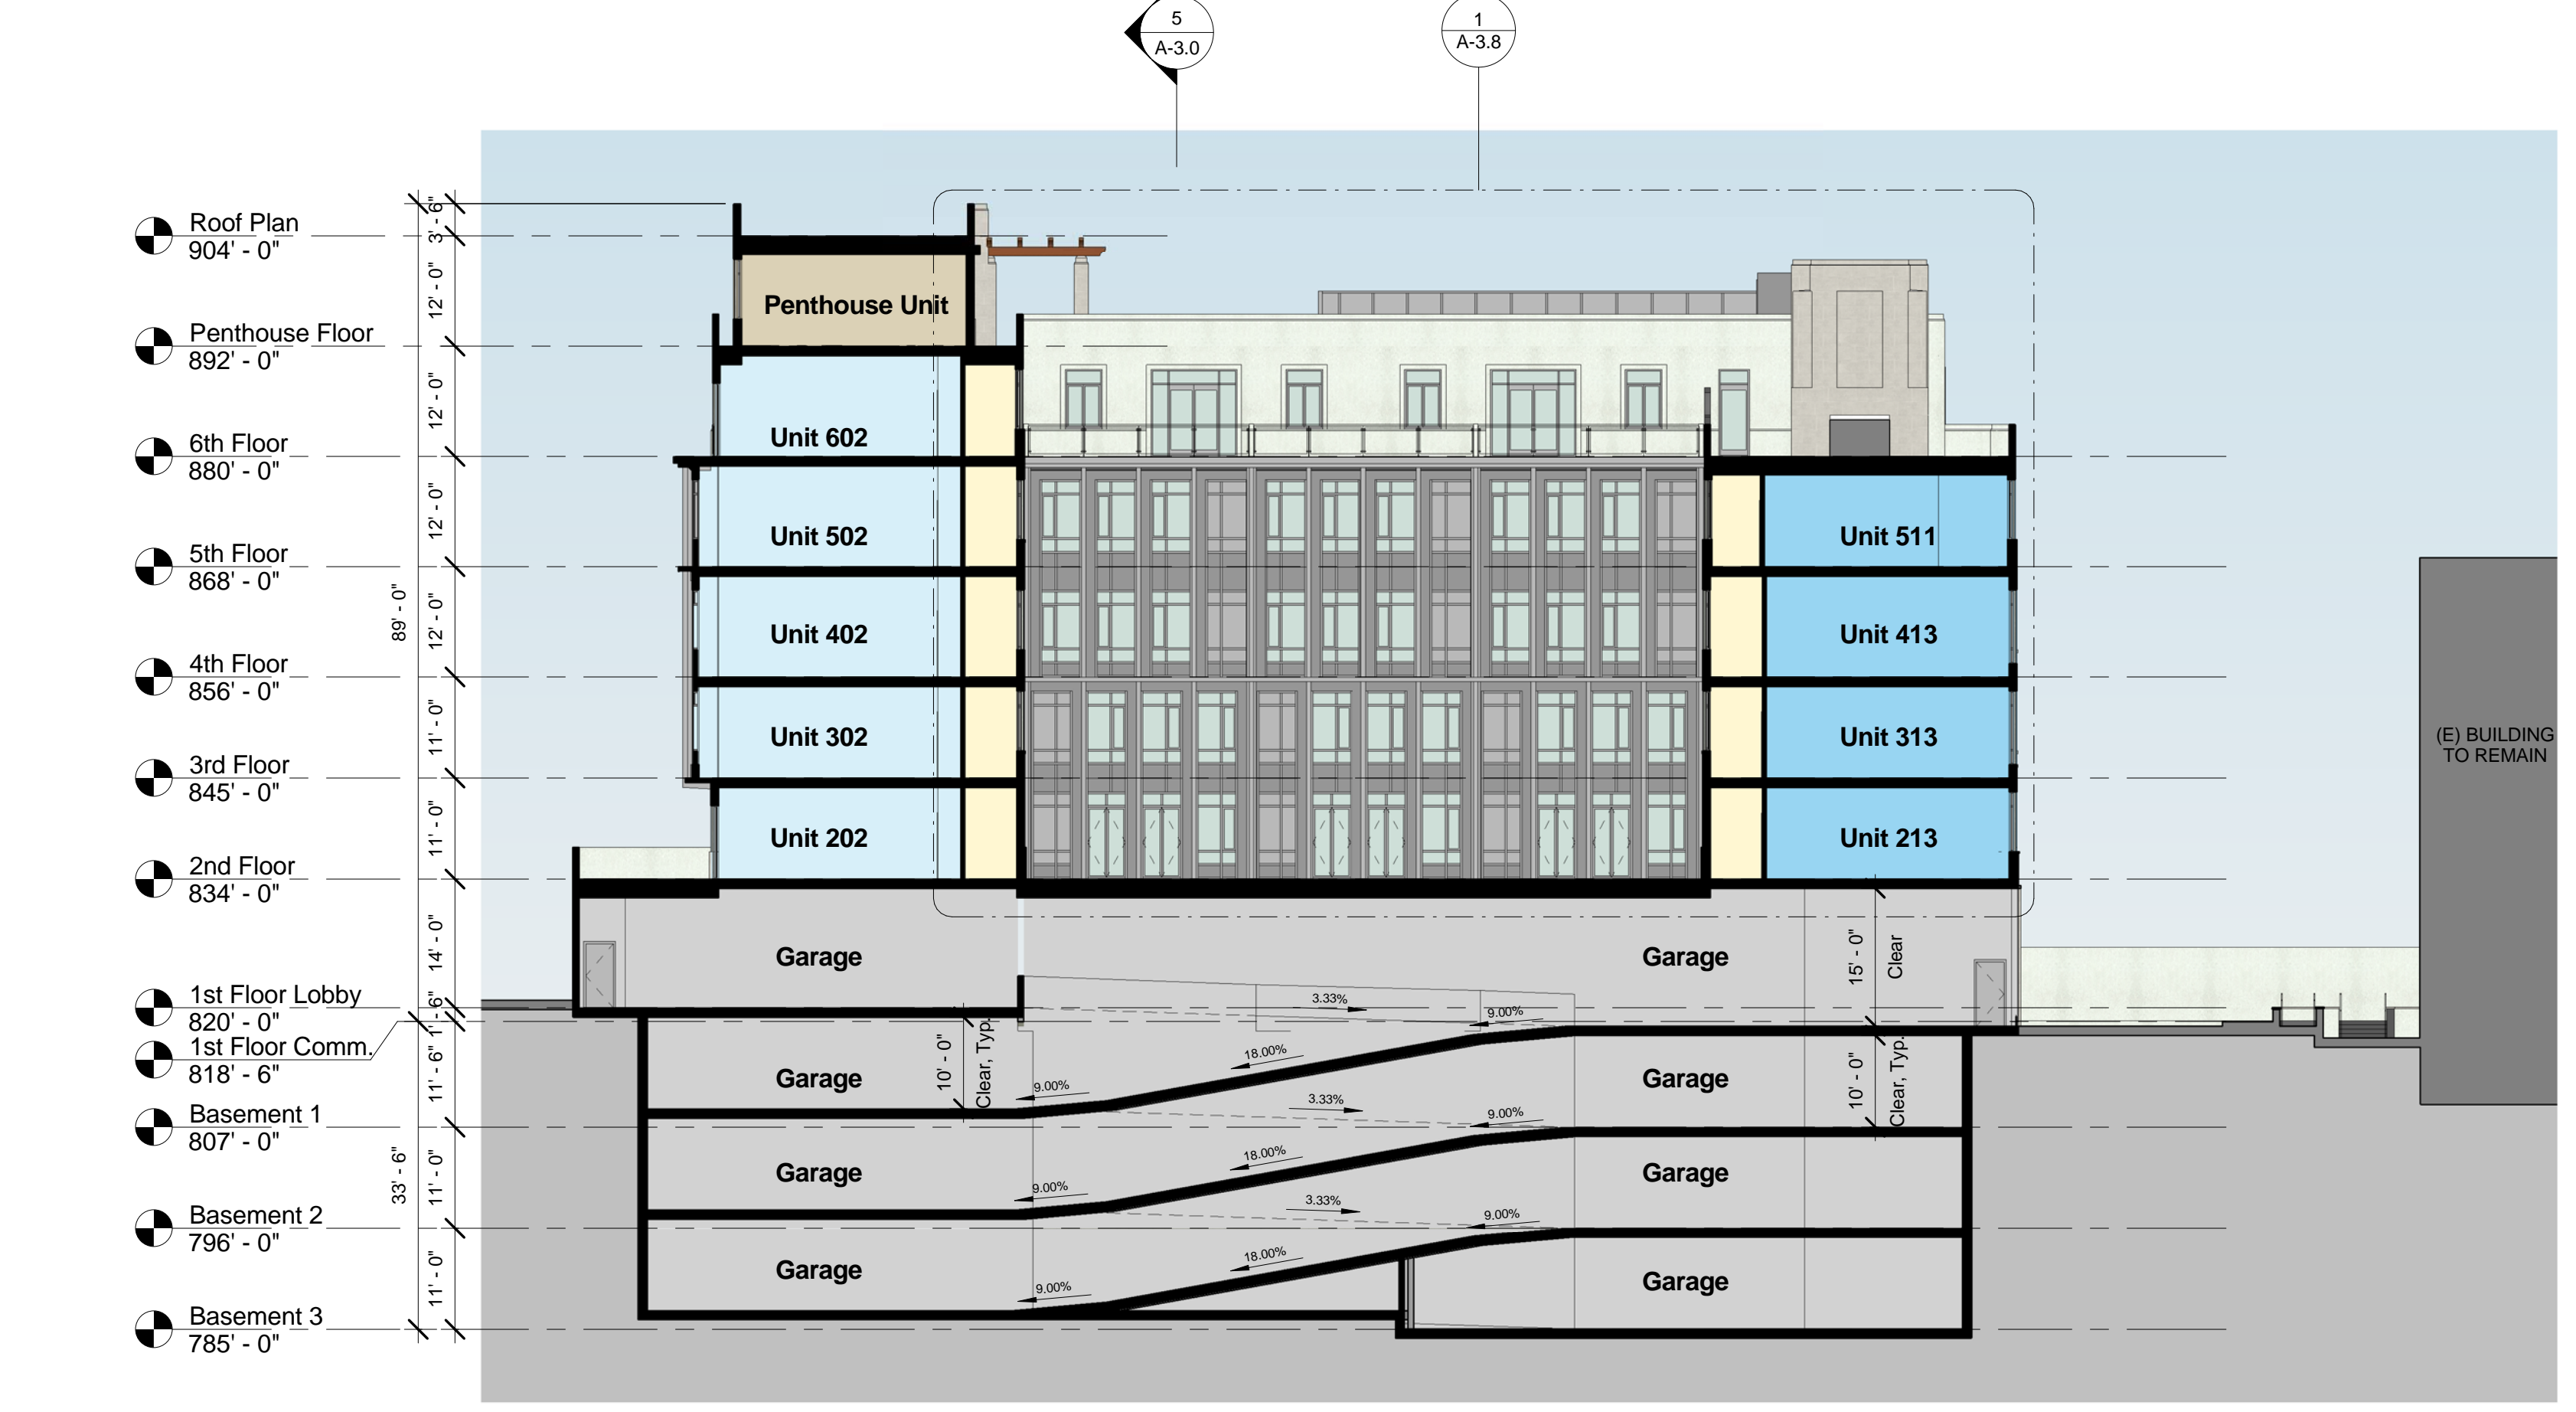 5
A-3.0
1
A-3.8
Roof Plan
904' - 0"
Penthouse Floor
892' - 0"
6th Floor
880' - 0"
5th Floor
868' - 0"
4th Floor
856' - 0"
3rd Floor
845' - 0"
2nd Floor
834' - 0"
1st Floor Lobby
820' - 0"
1st Floor Comm.
818' - 6"
Basement 1
807' - 0"
Basement 2
796' - 0"
Basement 3
785' - 0"
89' - 0"
33' - 6"
3' - 6"
12' - 0"
12' - 0"
12' - 0"
12' - 0"
11' - 0"
11' - 0"
14' - 0"
1' - 6"
11' - 6"
11' - 0"
11' - 0"
Penthouse Unit
Unit 602
Unit 502
Unit 511
Unit 402
Unit 413
Unit 302
Unit 313
Unit 202
Unit 213
(E) BUILDING
TO REMAIN
Garage
Garage
15' - 0"
Clear
3.33%
9.00%
18.00%
9.00%
Garage
10' - 0"
Clear, Typ.
Garage
10' - 0"
Clear, Typ.
3.33%
9.00%
18.00%
9.00%
Garage
Garage
3.33%
9.00%
18.00%
9.00%
Garage
Garage